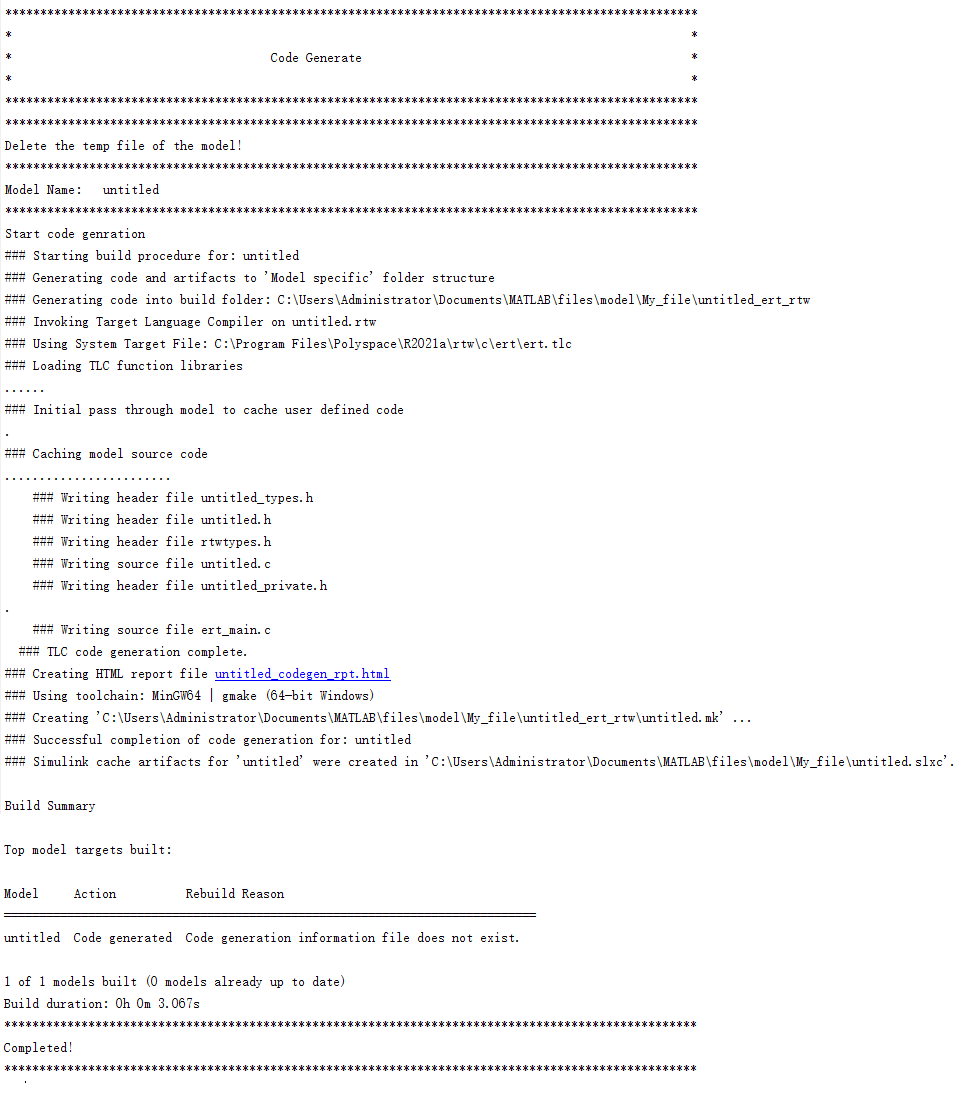 ***************************************************************************************************
*                                                                                                 *
*                                     Code Generate                                               *
*                                                                                                 *
***************************************************************************************************
***************************************************************************************************
Delete the temp file of the model!
***************************************************************************************************
Model Name:   untitled
***************************************************************************************************
Start code genration
### Starting build procedure for: untitled
### Generating code and artifacts to 'Model specific' folder structure
### Generating code into build folder: C:\Users\Administrator\Documents\MATLAB\files\model\My_file\untitled_ert_rtw
### Invoking Target Language Compiler on untitled.rtw
### Using System Target File: C:\Program Files\Polyspace\R2021a\rtw\c\ert\ert.tlc
### Loading TLC function libraries
......
### Initial pass through model to cache user defined code
.
### Caching model source code
........................
    ### Writing header file untitled_types.h
    ### Writing header file untitled.h
    ### Writing header file rtwtypes.h
    ### Writing source file untitled.c
    ### Writing header file untitled_private.h
.
    ### Writing source file ert_main.c
  ### TLC code generation complete.
### Creating HTML report file untitled_codegen_rpt.html
### Using toolchain: MinGW64 | gmake (64-bit Windows)
### Creating 'C:\Users\Administrator\Documents\MATLAB\files\model\My_file\untitled_ert_rtw\untitled.mk' ...
### Successful completion of code generation for: untitled
### Simulink cache artifacts for 'untitled' were created in 'C:\Users\Administrator\Documents\MATLAB\files\model\My_file\untitled.slxc'.
Build Summary
Top model targets built:
Model     Action          Rebuild Reason
============================================================================
untitled  Code generated  Code generation information file does not exist.
1 of 1 models built (0 models already up to date)
Build duration: 0h 0m 3.067s
***************************************************************************************************
Completed!
***************************************************************************************************